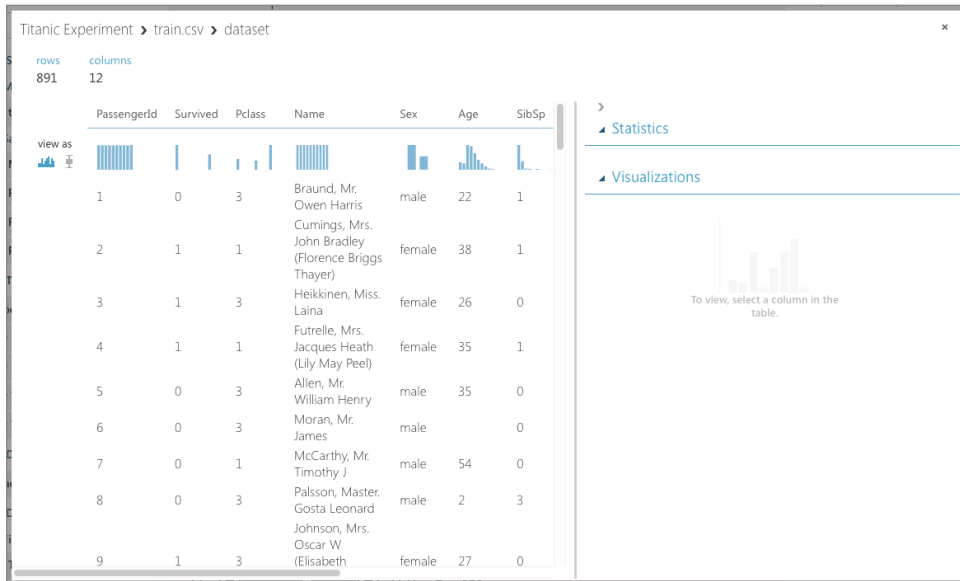 Titanic Experiment > train.csv > dataset
×
rows columns
891 12
PassengerId Survived Pclass Name Sex Age SibSp
view as
1 0 3 Braund, Mr. Owen Harris male 22 1
2 1 1 Cumings, Mrs. John Bradley (Florence Briggs Thayer) female 38 1
3 1 3 Heikkinen, Miss. Laina female 26 0
4 1 1 Futrelle, Mrs. Jacques Heath (Lily May Peel) female 35 1
5 0 3 Allen, Mr. William Henry male 35 0
6 0 3 Moran, Mr. James male 0
7 0 1 McCarthy, Mr. Timothy J male 54 0
8 0 3 Palsson, Master. Gosta Leonard male 2 3
9 1 3 Johnson, Mrs. Oscar W (Elisabeth female 27 0
Statistics
Visualizations
To view, select a column in the
table.